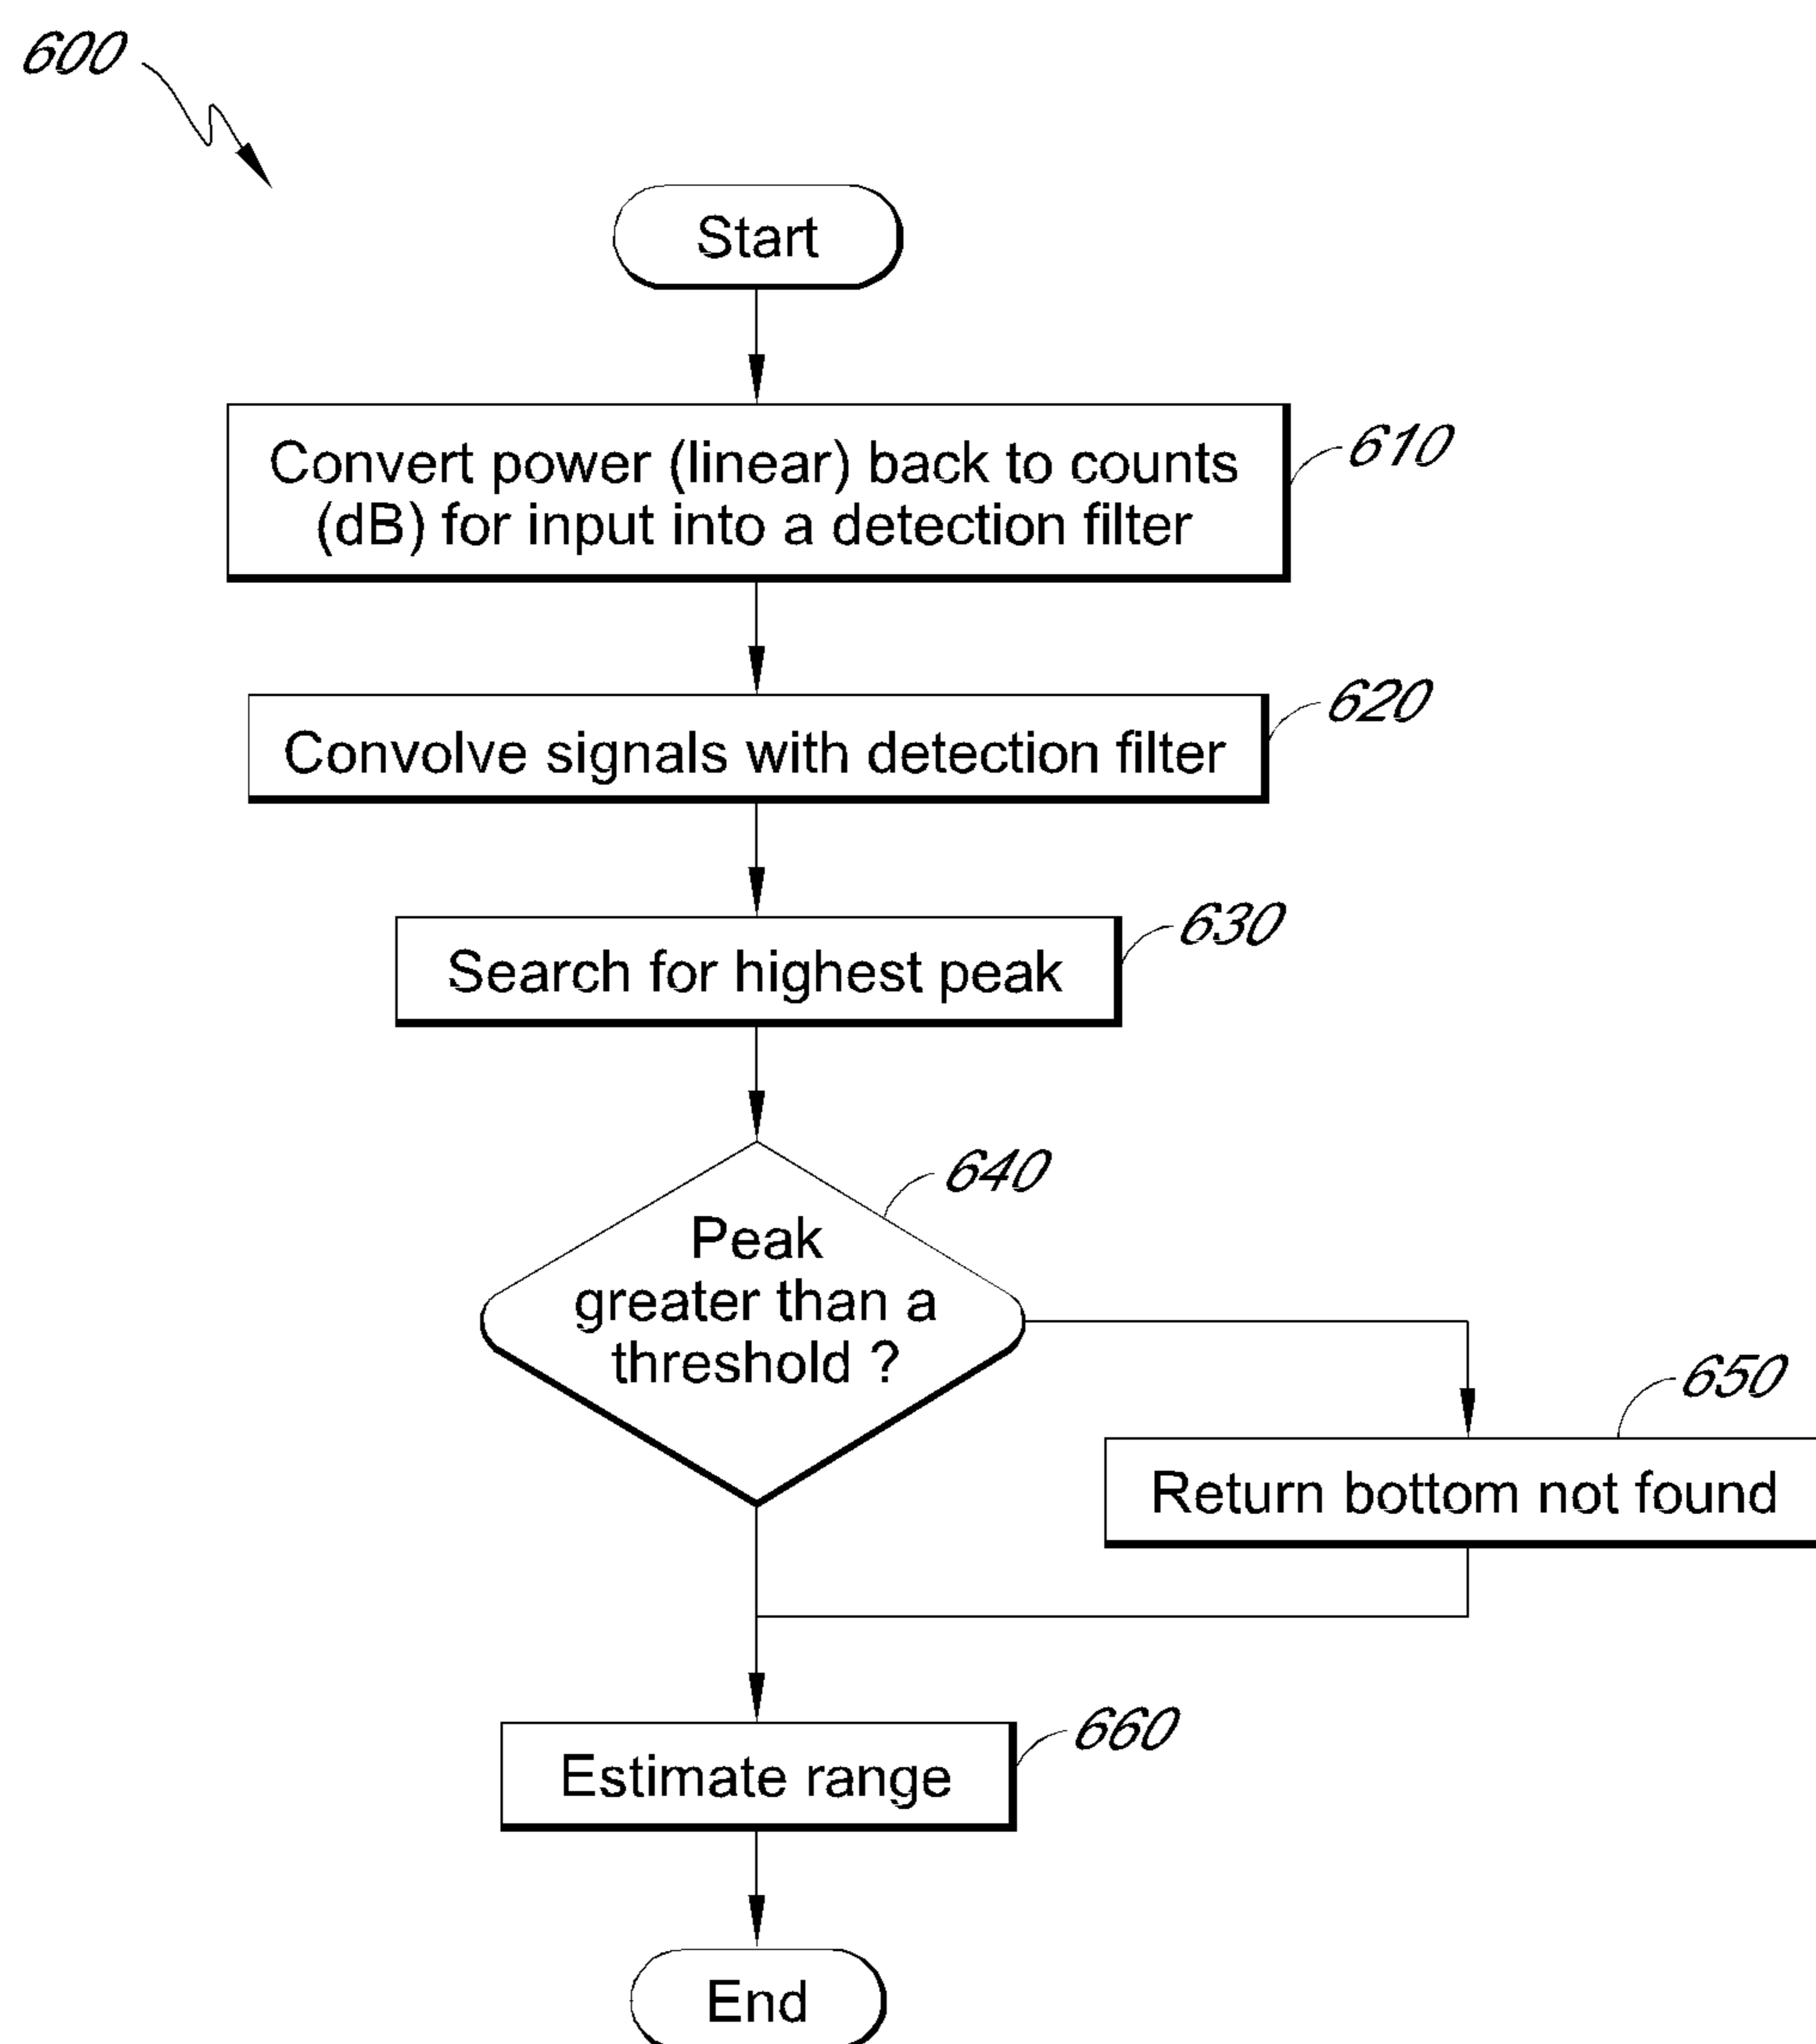 600
Start
Convert power (linear) back to counts
(dB) for input into a detection filter
610
Convolve signals with detection filter
620
Search for highest peak
630
Peak
greater than a
threshold ?
640
Return bottom not found
650
Estimate range
660
End